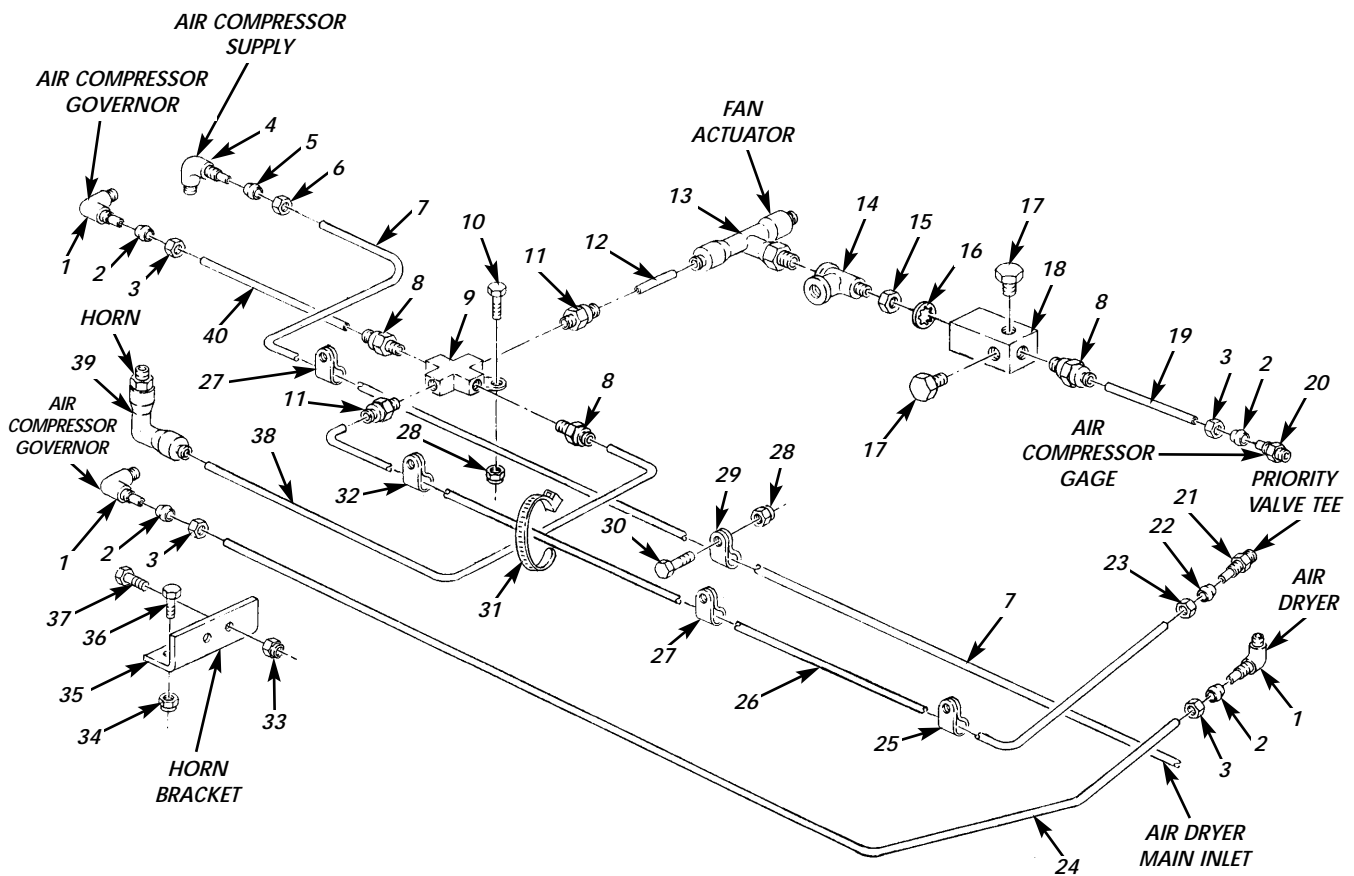 AIR COMPRESSOR
SUPPLY
AIR COMPRESSOR
GOVERNOR
4
5
6
7
FAN
ACTUATOR
13
14
15
16
17
18
8
19
3
2
20
1
2
3
40
8
9
10
11
12
HORN
39
27
11
8
17
AIR
COMPRESSOR
GAGE
PRIORITY
VALVE TEE
AIR
COMPRESSOR
GOVERNOR
38
32
28
31
30
29
28
21
22
23
AIR
DRYER
1
2
3
37
36
35
34
33
HORN
BRACKET
27
26
7
25
3
2
1
24
AIR DRYER
MAIN INLET